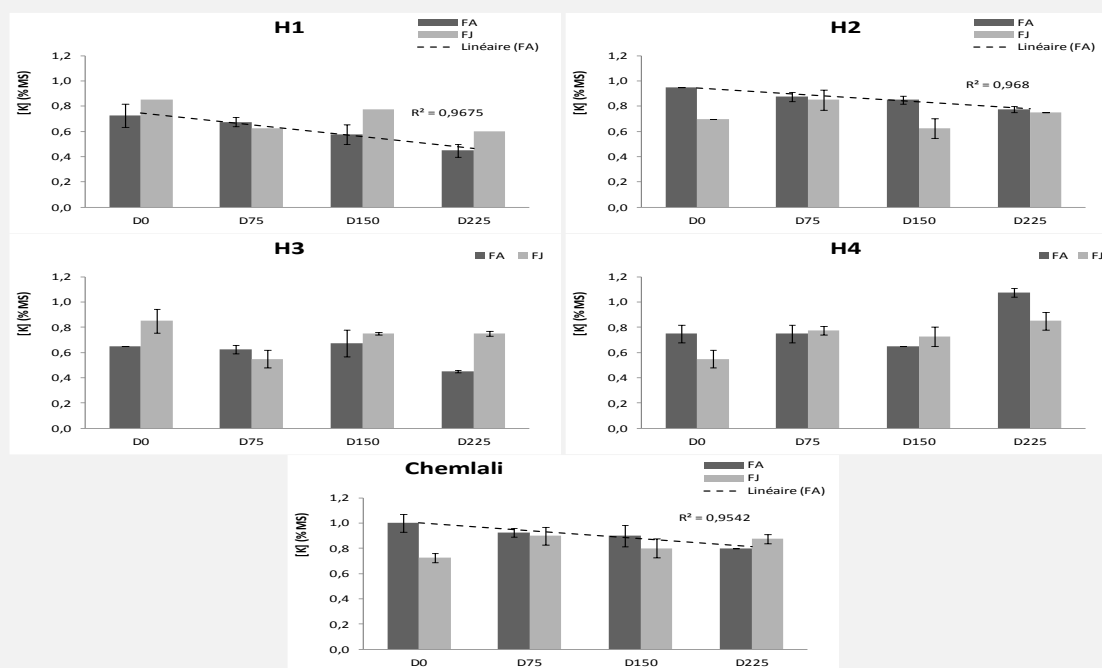 H1
FA
FJ
Linéaire (FA)
[K] (% MS)
1,2
1,0
0,8
0,6
0,4
0,2
0,0
R² = 0,9675
D0 D75 D150 D225
H2
FA
FJ
Linéaire (FA)
[K] (% MS)
1,2
1,0
0,8
0,6
0,4
0,2
0,0
R² = 0,968
D0 D75 D150 D225
H3
FA FJ
[K] (% MS)
1,2
1,0
0,8
0,6
0,4
0,2
0,0
D0 D75 D150 D225
H4
FA FJ
[K] (% MS)
1,2
1,0
0,8
0,6
0,4
0,2
0,0
D0 D75 D150 D225
Chemlali
FA
FJ
Linéaire (FA)
[K] (% MS)
1,2
1,0
0,8
0,6
0,4
0,2
0,0
R² = 0,9542
D0 D75 D150 D225